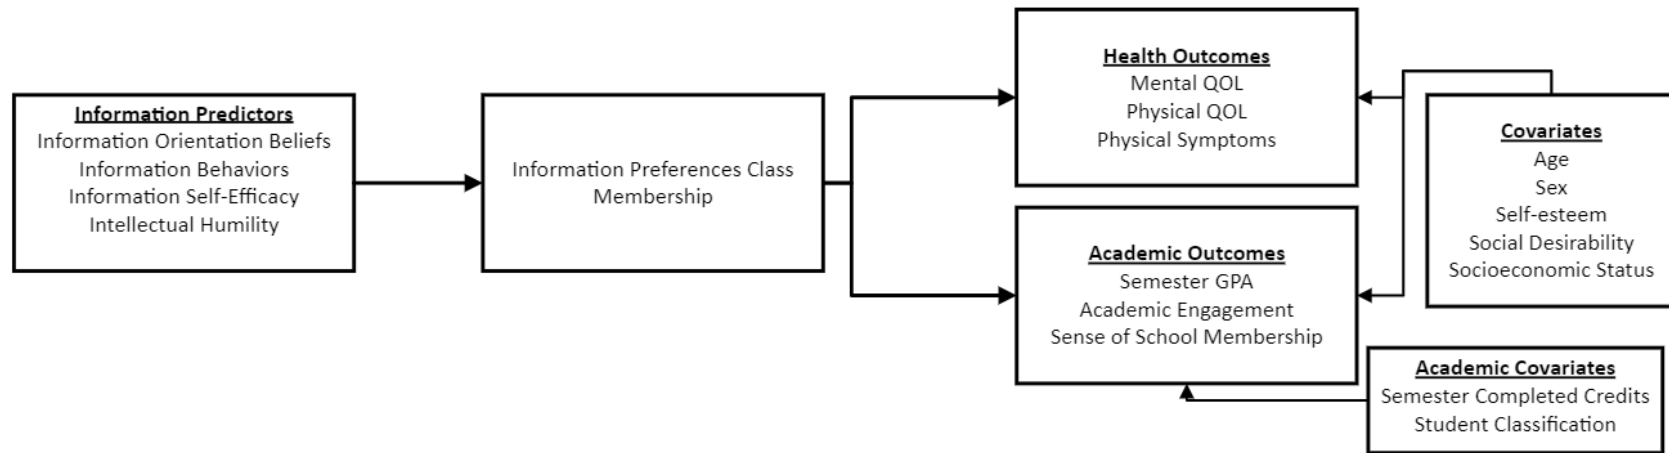 Information Predictors
Information Orientation Beliefs
Information Behaviors
Information Self-Efficacy
Intellectual Humility
Information Preferences Class
Membership
Health Outcomes
Mental QOL
Physical QOL
Physical Symptoms
Academic Outcomes
Semester GPA
Academic Engagement
Sense of School Membership
Covariates
Age
Sex
Self-esteem
Social Desirability
Socioeconomic Status
Academic Covariates
Semester Completed Credits
Student Classification